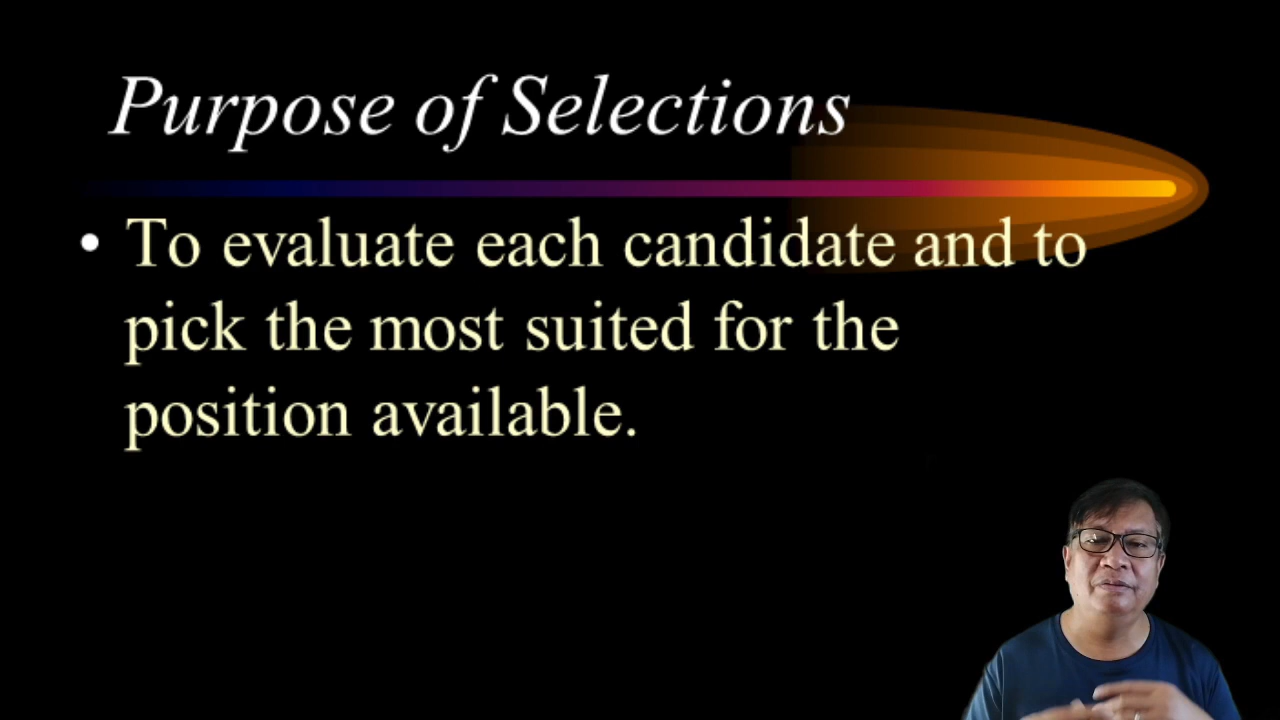 Purpose of Selections
• To evaluate each candidate and to
pick the most suited for the
position available.